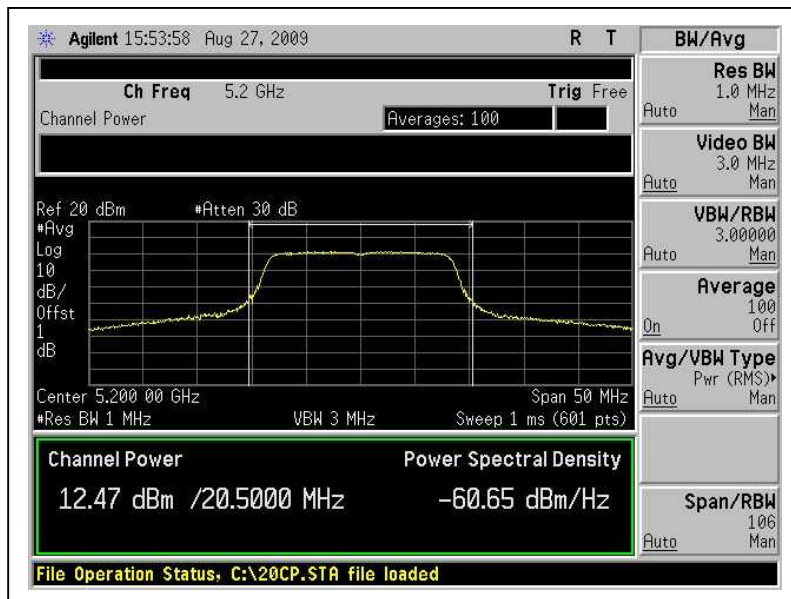 Agilent 15:53:58 Aug 27, 2009 R T
BW/Avg
Ch Freq 5.2 GHz Trig Free
Channel Power Averages: 100
Ref 20 dBm #Atten 30 dB
#Avg
Log
10
dB/
Offst
1
dB
Center 5.200 00 GHz Span 50 MHz
#Res BW 1 MHz VBW 3 MHz Sweep 1 ms (601 pts)
Channel Power Power Spectral Density
12.47 dBm /20.5000 MHz -60.65 dBm/Hz
File Operation Status, C:\20CP.STA file loaded
Res BW
1.0 MHz
Auto Man
Video BW
3.0 MHz
Auto Man
VBW/RBW
3.00000
Auto Man
Average
100
On Off
Avg/VBW Type
Pwr (RMS)▸
Auto Man
Span/RBW
106
Auto Man